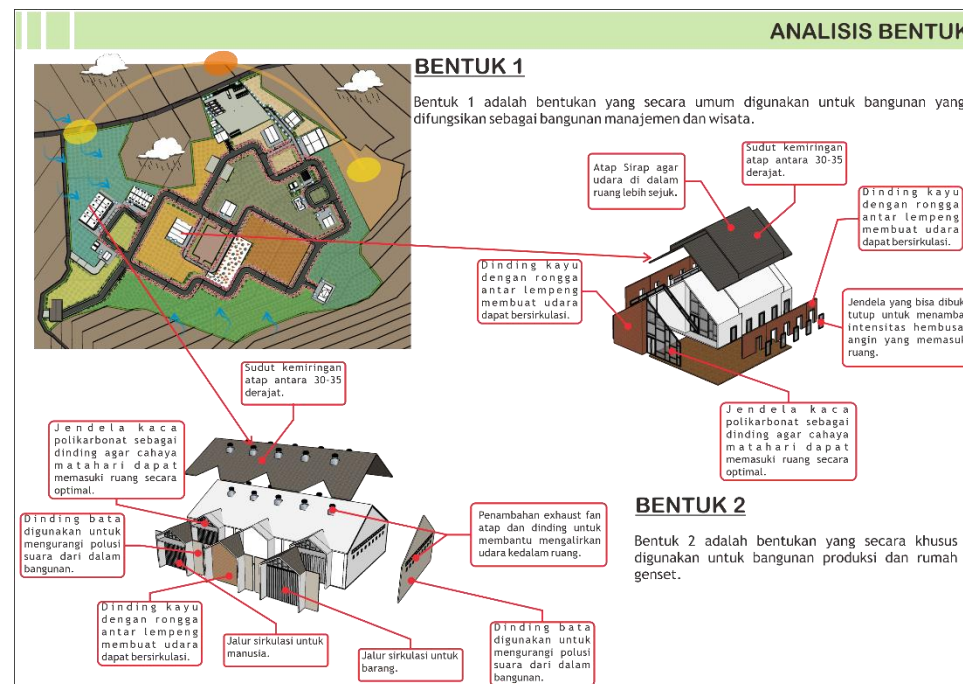 ANALISIS BENTUK
BENTUK 1
Bentuk 1 adalah bentukan yang secara umum digunakan untuk bangunan yang
difungsikan sebagai bangunan manajemen dan wisata.
Atap Sirap agar
udara di dalam
ruang lebih sejuk.
Sudut kemiringan
atap antara 30-35
derajat.
Dinding kayu
dengan rongga
antar lempeng
membuat udara
dapat bersirkulasi.
Dinding kayu
dengan rongga
antar lempeng
membuat udara
dapat bersirkulasi.
Jendela yang bisa dibuk
tutup untuk menamba
intensitas hembusa
angin yang memasuk
ruang.
Jendela kaca
polikarbonat sebagai
dinding agar cahaya
matahari dapat
memasuki ruang secara
optimal.
Sudut kemiringan
atap antara 30-35
derajat.
Jendela kaca
polikarbonat sebagai
dinding agar cahaya
matahari dapat
memasuki ruang secara
optimal.
Dinding bata
digunakan untuk
mengurangi polusi
suara dari dalam
bangunan.
Dinding kayu
dengan rongga
antar lempeng
membuat udara
dapat bersirkulasi.
Jalur sirkulasi untuk
manusia.
Jalur sirkulasi untuk
barang.
Penambahan exhaust fan
atap dan dinding untuk
membantu mengalirkan
udara kedalam ruang.
Dinding bata
digunakan untuk
mengurangi polusi
suara dari dalam
bangunan.
BENTUK 2
Bentuk 2 adalah bentukan yang secara khusus
digunakan untuk bangunan produksi dan rumah
genset.